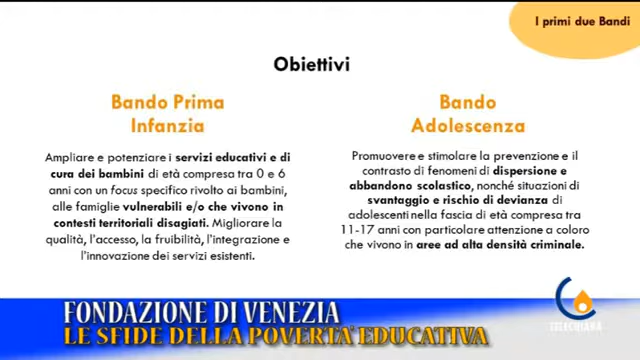 I primi due Bandi
Obiettivi
Bando Prima
Infanzia
Ampliare e potenziare i servizi educativi e di
cura dei bambini di età compresa tra 0 e 6
anni con un focus specifico rivolto ai bambini,
alle famiglie vulnerabili e/o che vivono in
contesti territoriali disagiati. Migliorare la
qualità, l'accesso, la fruibilità, l'integrazione e
l'innovazione dei servizi esistenti.
Bando
Adolescenza
Promuovere e stimolare la prevenzione e il
contrasto di fenomeni di dispersione e
abbandono scolastico, nonché situazioni di
svantaggio e rischio di devianza di
adolescenti nella fascia di età compresa tra
11-17 anni con particolare attenzione a coloro
che vivono in aree ad alta densità criminale.
FONDAZIONE DI VENEZIA
LE SFIDE DELLA POVERTA' EDUCATIVA
TELECHIARA